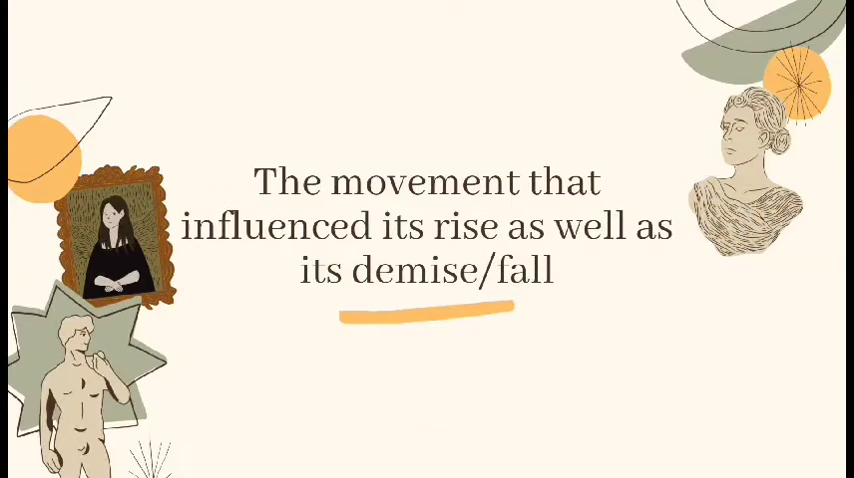 The movement that
influenced its rise as well as
its demise/fall